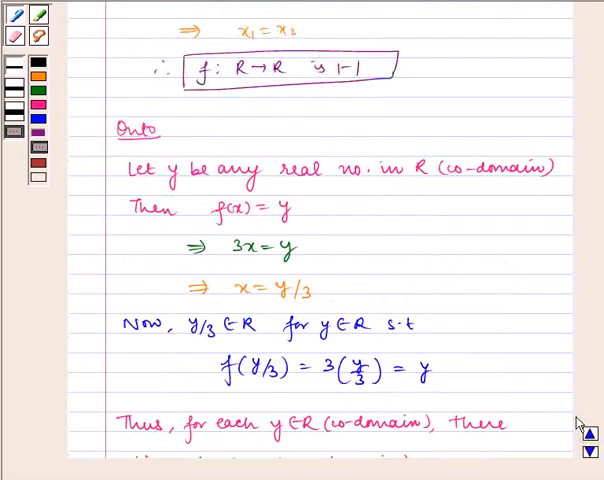 ⇒ x₁ = x₂
∴ f : R → R is 1-1
Onto
Let y be any real no. in R (co-domain)
Then f(x) = y
⇒ 3x = y
⇒ x = y/3
Now, y/3 ∈ R for y ∈ R s.t
f(y/3) = 3(y/3) = y
Thus, for each y ∈ R (co-domain), there